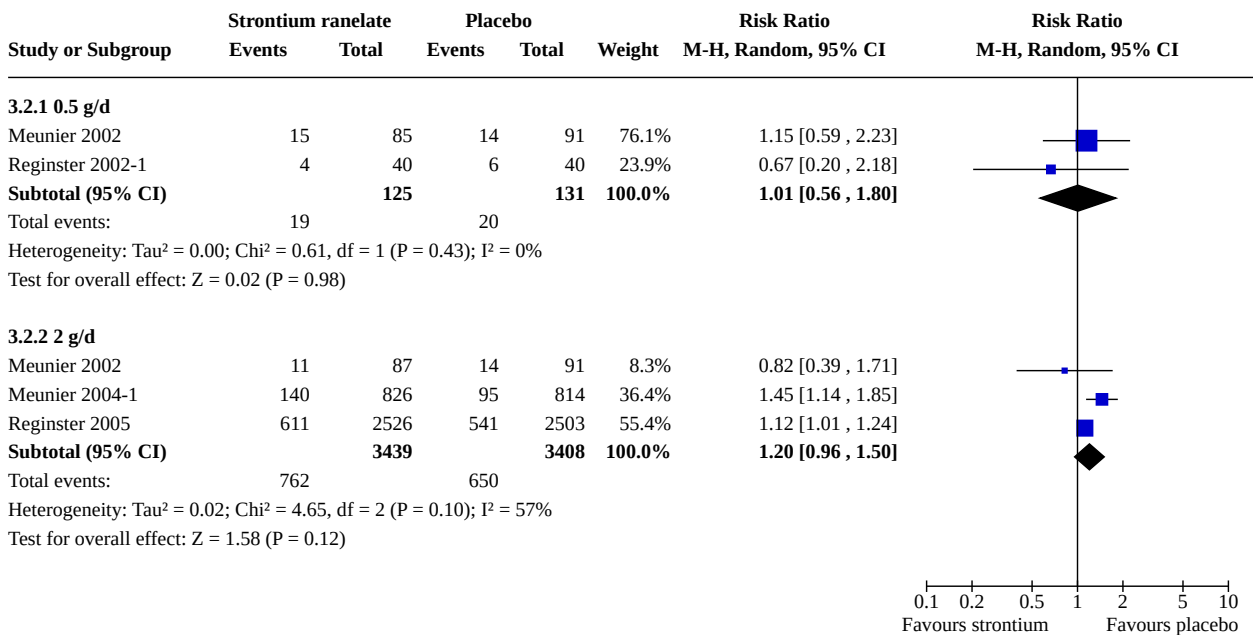 Strontium ranelate Placebo Risk Ratio Risk Ratio
Study or Subgroup Events Total Events Total Weight M-H, Random, 95% CI M-H, Random, 95% CI
3.2.1 0.5 g/d
Meunier 2002 15 85 14 91 76.1% 1.15 [0.59 , 2.23]
Reginster 2002-1 4 40 6 40 23.9% 0.67 [0.20 , 2.18]
Subtotal (95% CI) 125 131 100.0% 1.01 [0.56 , 1.80]
Total events: 19 20
Heterogeneity: Tau² = 0.00; Chi² = 0.61, df = 1 (P = 0.43); I² = 0%
Test for overall effect: Z = 0.02 (P = 0.98)
3.2.2 2 g/d
Meunier 2002 11 87 14 91 8.3% 0.82 [0.39 , 1.71]
Meunier 2004-1 140 826 95 814 36.4% 1.45 [1.14 , 1.85]
Reginster 2005 611 2526 541 2503 55.4% 1.12 [1.01 , 1.24]
Subtotal (95% CI) 3439 3408 100.0% 1.20 [0.96 , 1.50]
Total events: 762 650
Heterogeneity: Tau² = 0.02; Chi² = 4.65, df = 2 (P = 0.10); I² = 57%
Test for overall effect: Z = 1.58 (P = 0.12)
0.1 0.2 0.5 1 2 5 10
Favours strontium Favours placebo